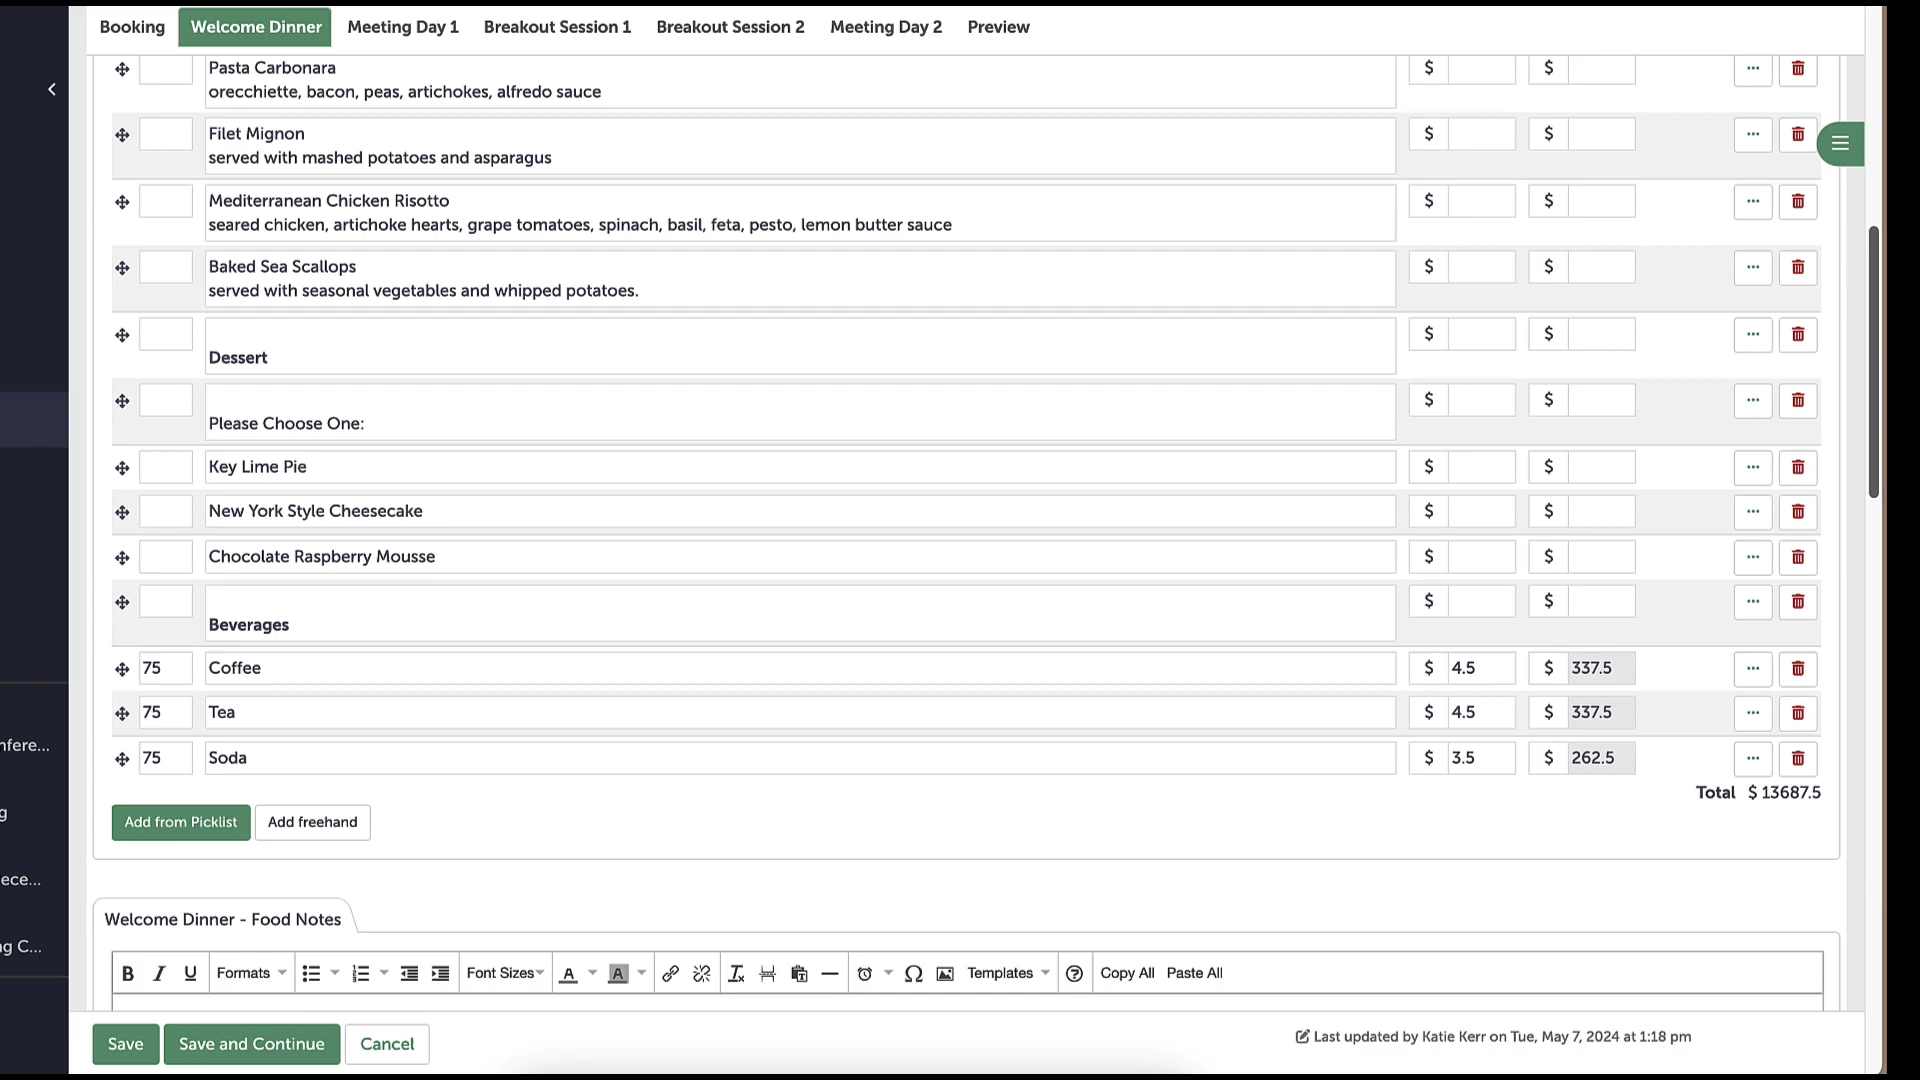 Booking Welcome Dinner Meeting Day 1 Breakout Session 1 Breakout Session 2 Meeting Day 2 Preview
Pasta Carbonara $ $
orecchiette, bacon, peas, artichokes, alfredo sauce
Filet Mignon $ $
served with mashed potatoes and asparagus
Mediterranean Chicken Risotto $ $
seared chicken, artichoke hearts, grape tomatoes, spinach, basil, feta, pesto, lemon butter sauce
Baked Sea Scallops $ $
served with seasonal vegetables and whipped potatoes.
$ $
Dessert
$ $
Please Choose One:
Key Lime Pie $ $
New York Style Cheesecake $ $
Chocolate Raspberry Mousse $ $
$ $
Beverages
75 Coffee $ 4.5 $ 337.5
75 Tea $ 4.5 $ 337.5
nfere...
75 Soda $ 3.5 $ 262.5
Total $ 13687.5
g
Add from Picklist Add freehand
ece...
Welcome Dinner - Food Notes
ng C...
B I U Formats Font Sizes A A Templates Copy All Paste All
Save Save and Continue Cancel Last updated by Katie Kerr on Tue, May 7, 2024 at 1:18 pm